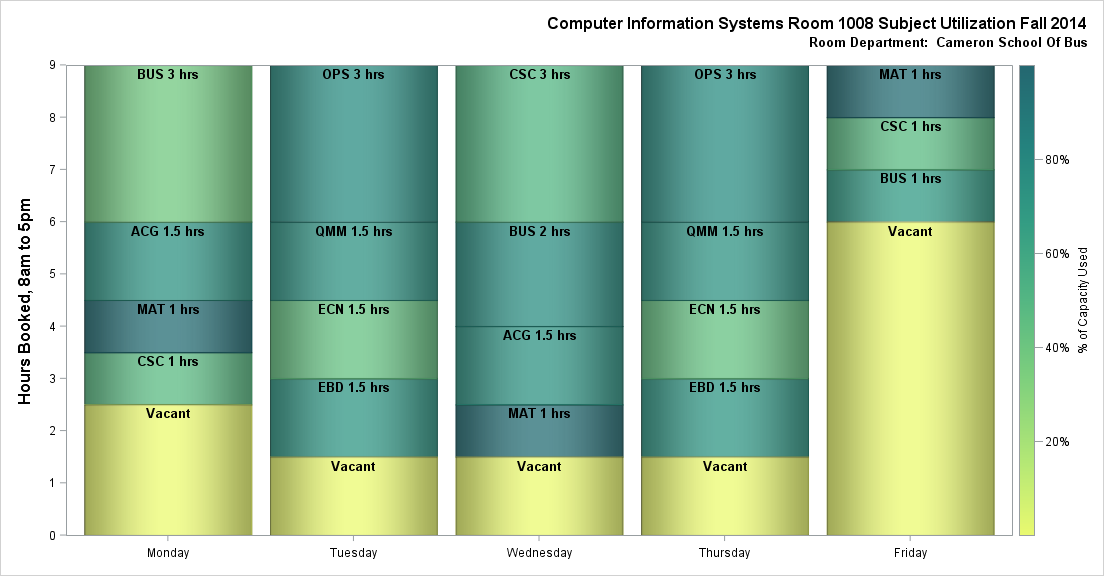 Computer Information Systems Room 1008 Subject Utilization Fall 2014
Room Department:  Cameron School Of Bus
Hours Booked, 8am to 5pm
9
8
7
6
5
4
3
2
1
0
BUS 3 hrs
ACG 1.5 hrs
MAT 1 hrs
CSC 1 hrs
Vacant
OPS 3 hrs
QMM 1.5 hrs
ECN 1.5 hrs
EBD 1.5 hrs
Vacant
CSC 3 hrs
BUS 2 hrs
ACG 1.5 hrs
MAT 1 hrs
Vacant
OPS 3 hrs
QMM 1.5 hrs
ECN 1.5 hrs
EBD 1.5 hrs
Vacant
MAT 1 hrs
CSC 1 hrs
BUS 1 hrs
Vacant
Monday
Tuesday
Wednesday
Thursday
Friday
80%
60%
40%
20%
% of Capacity Used